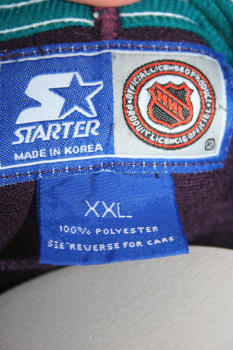 STARTER
MADE IN KOREA
OFFICIAL LICENSED PRODUCT
NHL
PRODUIT LICENCIE OFFICIEL
®
XXL
100% POLYESTER
SEE REVERSE FOR CARE